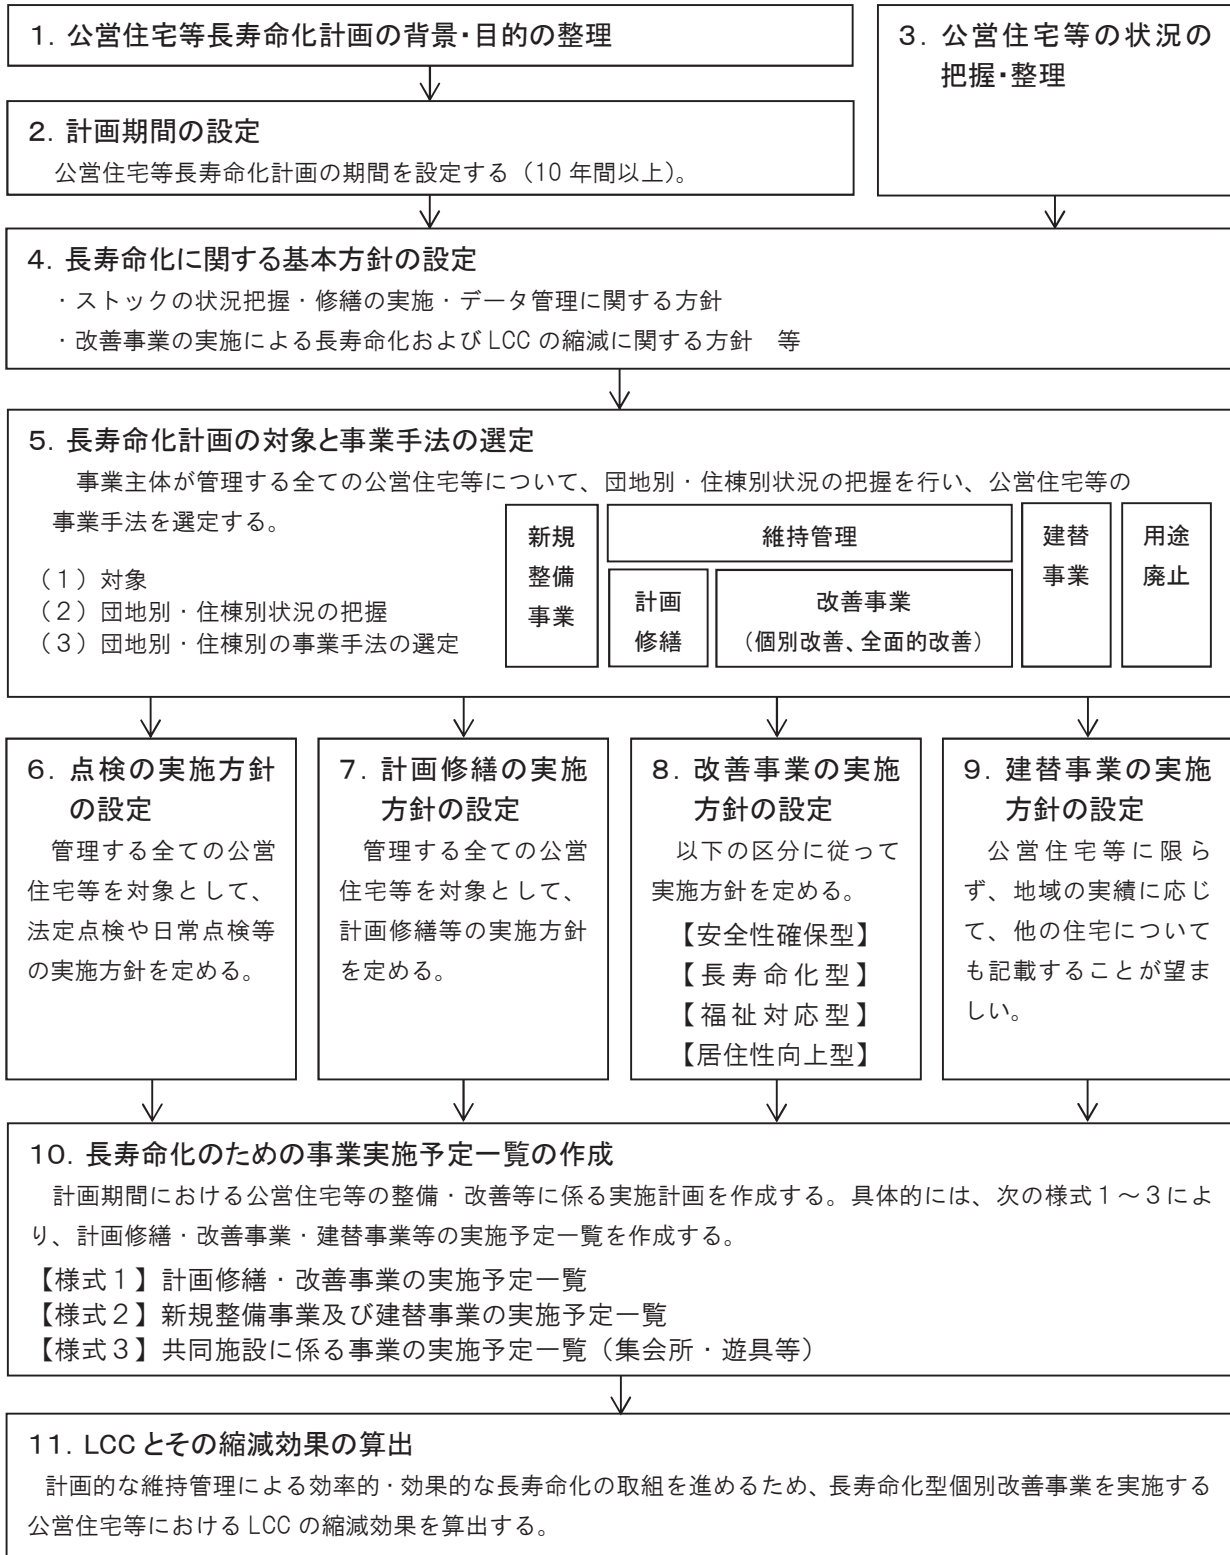 1. 公営住宅等長寿命化計画の背景・目的の整理
3. 公営住宅等の状況の
把握・整理
2. 計画期間の設定
公営住宅等長寿命化計画の期間を設定する（10年間以上）。
4. 長寿命化に関する基本方針の設定
・ストックの状況把握・修繕の実施・データ管理に関する方針
・改善事業の実施による長寿命化およびLCCの縮減に関する方針　等
5. 長寿命化計画の対象と事業手法の選定
事業主体が管理する全ての公営住宅等について、団地別・住棟別状況の把握を行い、公営住宅等の
事業手法を選定する。
（１）対象
（２）団地別・住棟別状況の把握
（３）団地別・住棟別の事業手法の選定
新規
整備
事業
維持管理
計画
修繕
改善事業
（個別改善、全面的改善）
建替
事業
用途
廃止
6. 点検の実施方針
の設定
管理する全ての公営
住宅等を対象として、
法定点検や日常点検等
の実施方針を定める。
7. 計画修繕の実施
方針の設定
管理する全ての公営
住宅等を対象として、
計画修繕等の実施方針
を定める。
8. 改善事業の実施
方針の設定
以下の区分に従って
実施方針を定める。
【安全性確保型】
【長寿命化型】
【福祉対応型】
【居住性向上型】
9. 建替事業の実施
方針の設定
公営住宅等に限ら
ず、地域の実績に応じ
て、他の住宅について
も記載することが望ま
しい。
10. 長寿命化のための事業実施予定一覧の作成
計画期間における公営住宅等の整備・改善等に係る実施計画を作成する。具体的には、次の様式１～３によ
り、計画修繕・改善事業・建替事業等の実施予定一覧を作成する。
【様式１】計画修繕・改善事業の実施予定一覧
【様式２】新規整備事業及び建替事業の実施予定一覧
【様式３】共同施設に係る事業の実施予定一覧（集会所・遊具等）
11. LCCとその縮減効果の算出
計画的な維持管理による効率的・効果的な長寿命化の取組を進めるため、長寿命化型個別改善事業を実施する
公営住宅等におけるLCCの縮減効果を算出する。